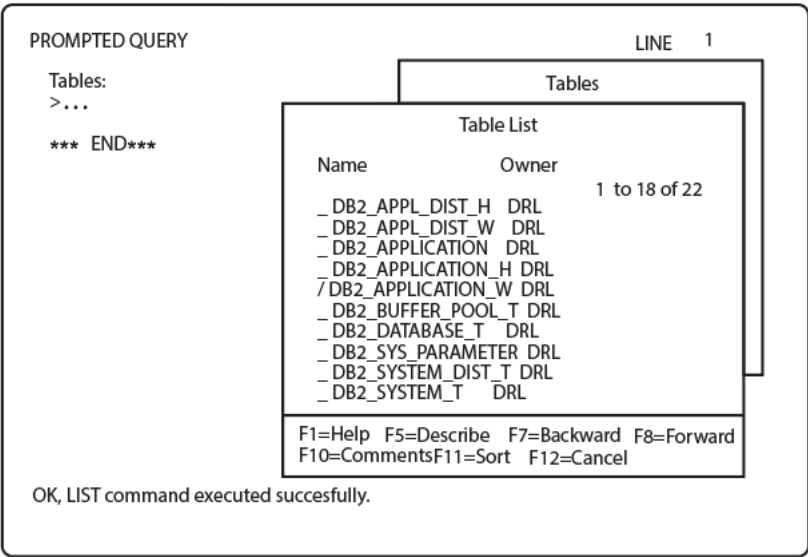 PROMPTED QUERY
LINE 1
Tables:
>...
*** END***
Tables
Table List
Name Owner
1 to 18 of 22
_ DB2_APPL_DIST_H DRL
_ DB2_APPL_DIST_W DRL
_ DB2_APPLICATION DRL
_ DB2_APPLICATION_H DRL
/ DB2_APPLICATION_W DRL
_ DB2_BUFFER_POOL_T DRL
_ DB2_DATABASE_T DRL
_ DB2_SYS_PARAMETER DRL
_ DB2_SYSTEM_DIST_T DRL
_ DB2_SYSTEM_T DRL
F1=Help F5=Describe F7=Backward F8=Forward
F10=CommentsF11=Sort F12=Cancel
OK, LIST command executed succesfully.